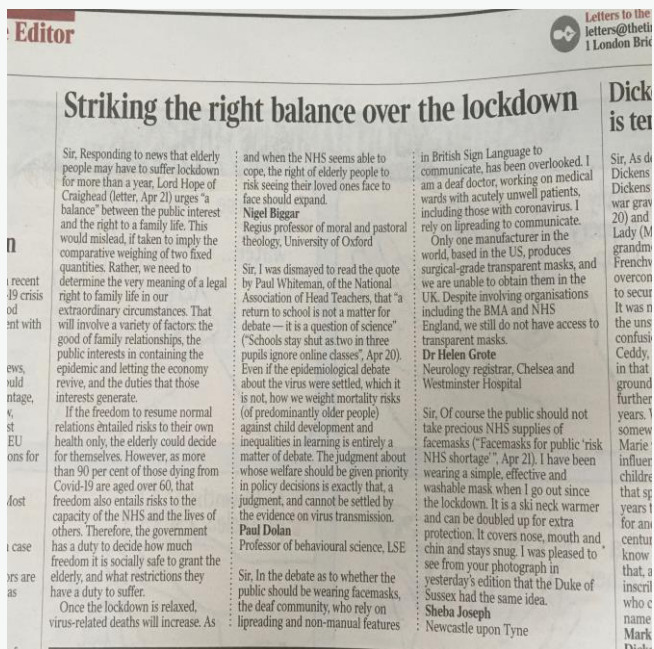 Editor
Letters to the
letters@thetin
1 London Brid
Striking the right balance over the lockdown
Sir, Responding to news that elderly
people may have to suffer lockdown
for more than a year, Lord Hope of
Craighead (letter, Apr 21) urges “a
balance” between the public interest
and the right to a family life. This
would mislead, if taken to imply the
comparative weighing of two fixed
quantities. Rather, we need to
determine the very meaning of a legal
right to family life in our
extraordinary circumstances. That
will involve a variety of factors: the
good of family relationships, the
public interests in containing the
epidemic and letting the economy
revive, and the duties that those
interests generate.
If the freedom to resume normal
relations entailed risks to their own
health only, the elderly could decide
for themselves. However, as more
than 90 per cent of those dying from
Covid-19 are aged over 60, that
freedom also entails risks to the
capacity of the NHS and the lives of
others. Therefore, the government
has a duty to decide how much
freedom it is socially safe to grant the
elderly, and what restrictions they
have a duty to suffer.
Once the lockdown is relaxed,
virus-related deaths will increase. As
and when the NHS seems able to
cope, the right of elderly people to
risk seeing their loved ones face to
face should expand.
Nigel Biggar
Regius professor of moral and pastoral
theology, University of Oxford
Sir, I was dismayed to read the quote
by Paul Whiteman, of the National
Association of Head Teachers, that “a
return to school is not a matter for
debate — it is a question of science”
(“Schools stay shut as two in three
pupils ignore online classes”, Apr 20).
Even if the epidemiological debate
about the virus were settled, which it
is not, how we weight mortality risks
(of predominantly older people)
against child development and
inequalities in learning is entirely a
matter of debate. The judgment about
whose welfare should be given priority
in policy decisions is exactly that, a
judgment, and cannot be settled by
the evidence on virus transmission.
Paul Dolan
Professor of behavioural science, LSE
Sir, In the debate as to whether the
public should be wearing facemasks,
the deaf community, who rely on
lipreading and non-manual features
in British Sign Language to
communicate, has been overlooked. I
am a deaf doctor, working on medical
wards with acutely unwell patients,
including those with coronavirus. I
rely on lipreading to communicate.
Only one manufacturer in the
world, based in the US, produces
surgical-grade transparent masks, and
we are unable to obtain them in the
UK. Despite involving organisations
including the BMA and NHS
England, we still do not have access to
transparent masks.
Dr Helen Grote
Neurology registrar, Chelsea and
Westminster Hospital
Sir, Of course the public should not
take precious NHS supplies of
facemasks (“Facemasks for public ‘risk
NHS shortage’”, Apr 21). I have been
wearing a simple, effective and
washable mask when I go out since
the lockdown. It is a ski neck warmer
and can be doubled up for extra
protection. It covers nose, mouth and
chin and stays snug. I was pleased to
see from your photograph in
yesterday's edition that the Duke of
Sussex had the same idea.
Sheba Joseph
Newcastle upon Tyne
Dick
is ter
Sir, As d
Dickens
Dickens
war grav
20) and
Lady (M
grandm
Frenchv
overcon
to secur
It was n
the uns
confusi
Ceddy,
in that
ground
further
years. 
somew
Marie
influen
childre
that sp
years t
for an
centur
know
that, a
inscril
who c
name
Mark
n
recent
-19 crisis
od
ent with
ews,
ould
ntage,
w,
st
EU
ons for
Most
case
ors are
as